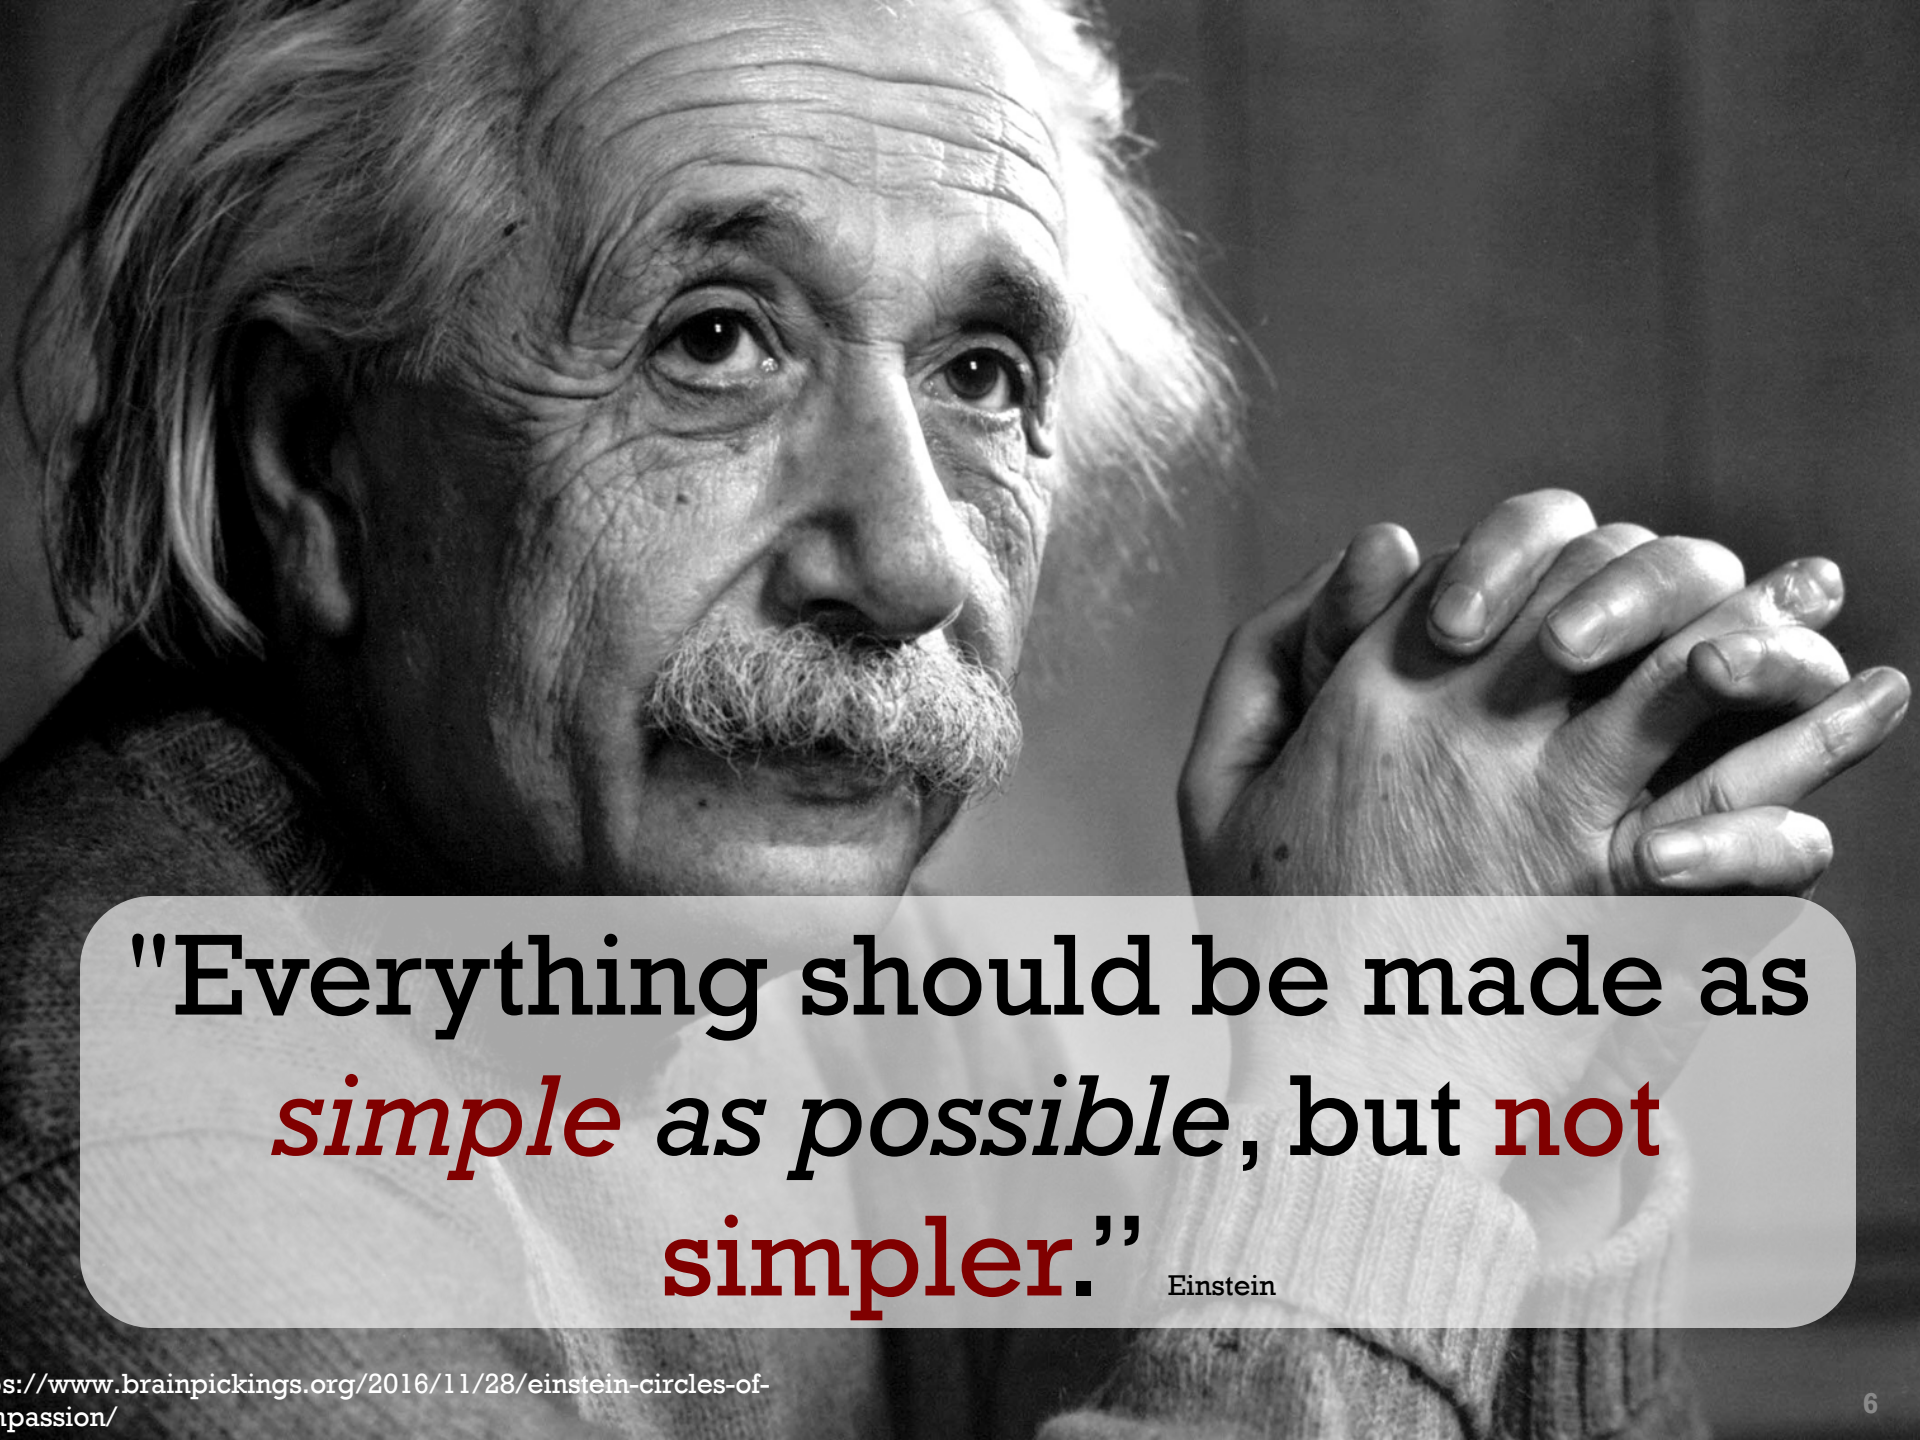 "Everything should be made as
simple as possible, but not
simpler.” Einstein
s://www.brainpickings.org/2016/11/28/einstein-circles-of-
passion/
6